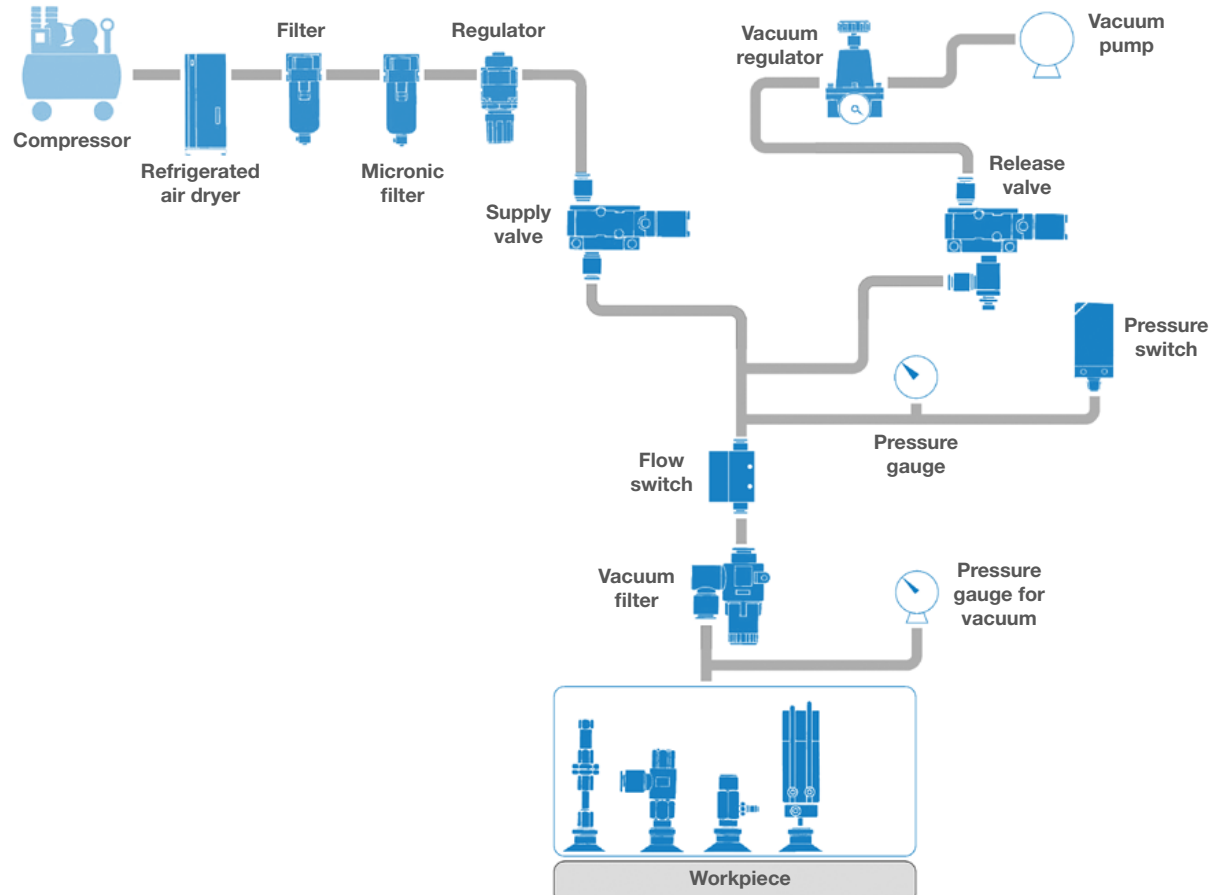 Filter
Regulator
Vacuum
regulator
Vacuum
pump
Compressor
Refrigerated
air dryer
Micronic
filter
Supply
valve
Release
valve
Pressure
switch
Pressure
gauge
Flow
switch
Vacuum
filter
Pressure
gauge for
vacuum
Workpiece